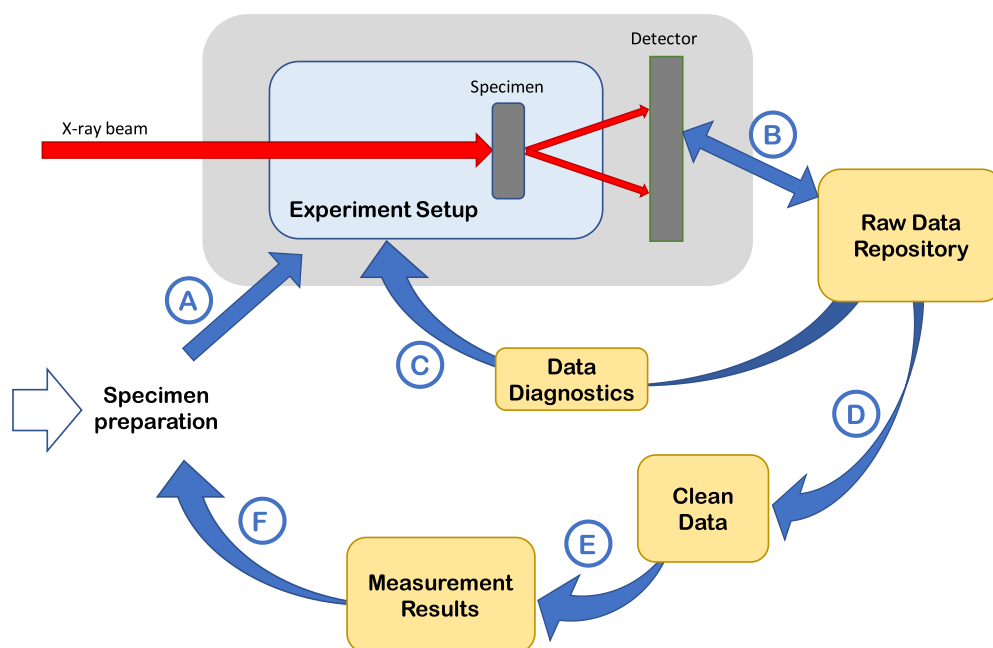 Detector
Specimen
X-ray beam
B
Experiment Setup
Raw Data
Repository
A
C
Data
Diagnostics
Specimen
preparation
D
Clean
Data
F
E
Measurement
Results